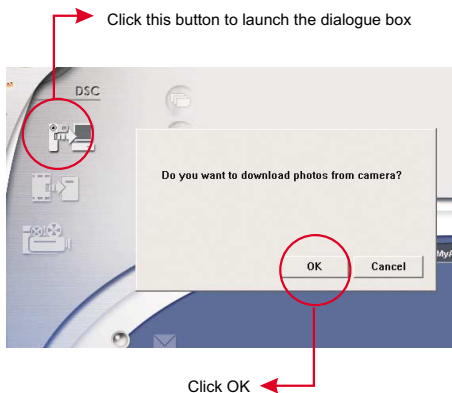 Click this button to launch the dialogue box
DSC
Do you want to download photos from camera?
OK
Cancel
MyA
Click OK